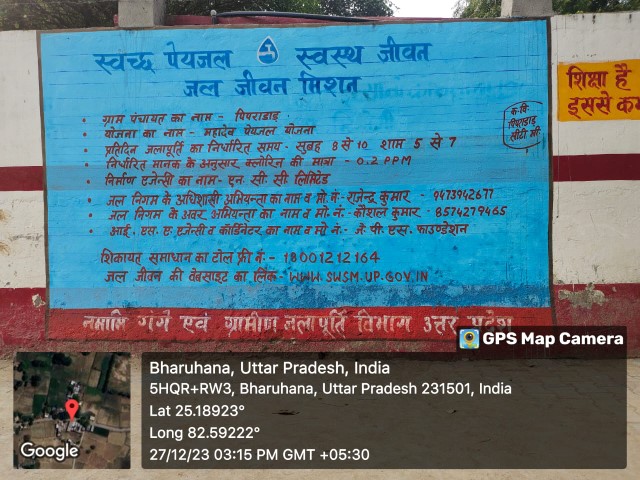 स्वच्छ पेयजल स्वस्थ जीवन
जल जीवन मिशन
• ग्राम पंचायत का नाम - पिपराडाड़
• योजना का नाम - महादेव पेयजल योजना
• प्रतिदिन जलापूर्ति का निर्धारित समय - सुबह 8 से 10 शाम 5 से 7
• निर्धारित मानक के अनुसार क्लोरिन की मात्रा - 0.2 PPM
• निर्माण एजेन्सी का नाम - एन. सी. सी लिमिटेड
• जल निगम के अधिशासी अभियन्ता का नाम व मो. नं - राजेन्द्र कुमार - 9473942677
• जल निगम के अवर अभियन्ता का नाम व मो. नं - कौशल कुमार - 8574279465
• आई. एस. ए. एजेन्सी व कोर्डिनेटर का नाम व मो. नं - जे. पी. एस. फाउण्डेशन
शिकायत समाधान का टोल फ्री नं - 18001212164
जल जीवन की वेबसाइट का लिंक - WWW.SWSM.UP.GOV.IN
नमामि गंगे एवं ग्रामीण जलापूर्ति विभाग उत्तर प्रदेश
क. वि.
पिपराडाड़
सीटी
शिक्षा है
इससे कम
GPS Map Camera
Bharuhana, Uttar Pradesh, India
5HQR+RW3, Bharuhana, Uttar Pradesh 231501, India
Lat 25.18923°
Long 82.59222°
27/12/23 03:15 PM GMT +05:30
Google